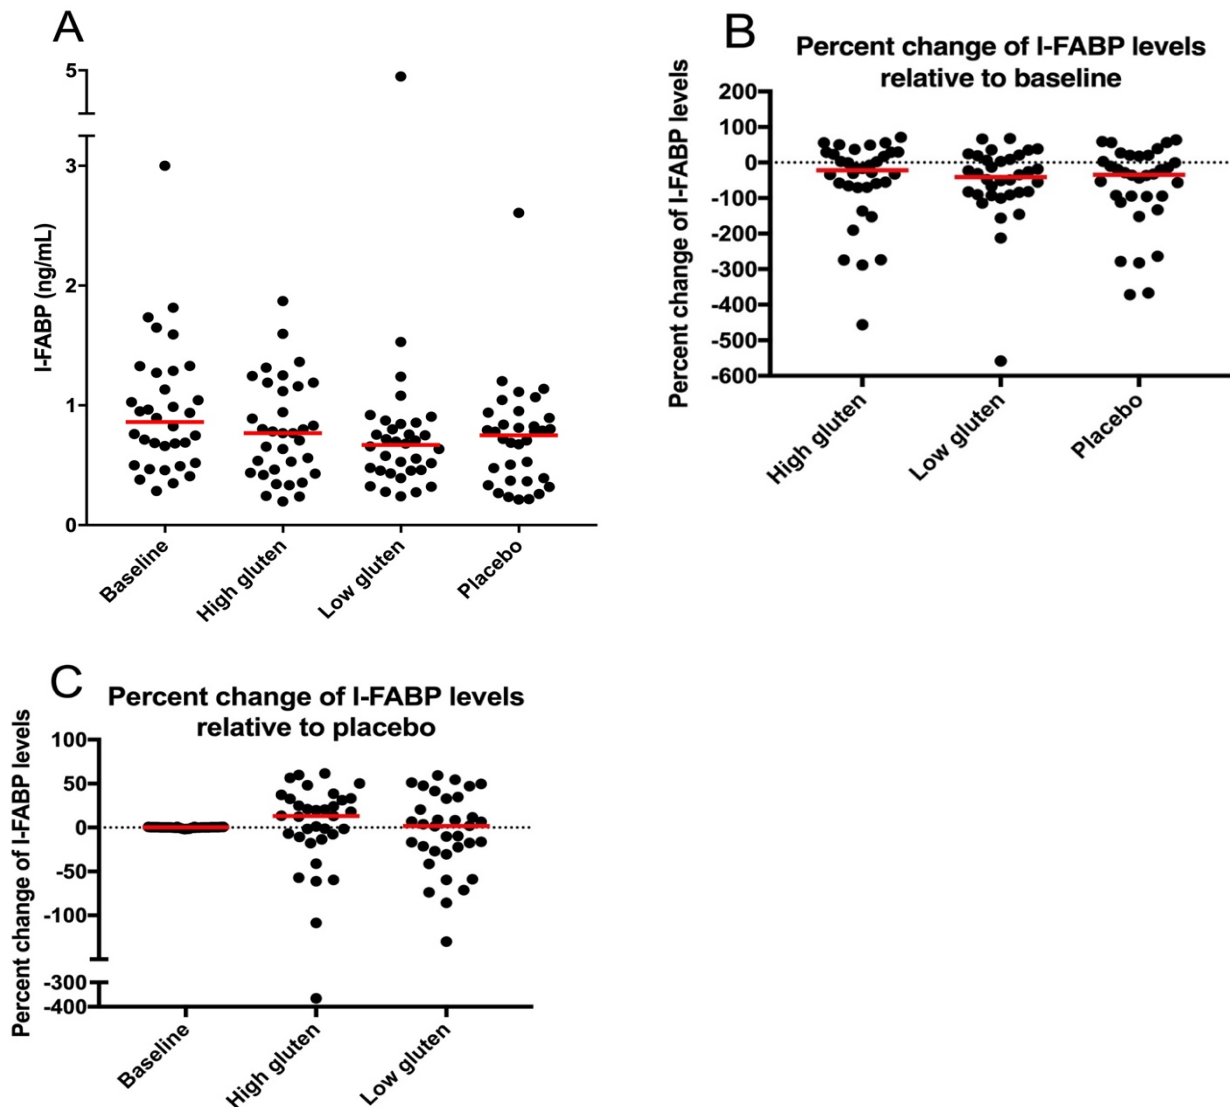 A
5
3
2
1
0
I-FABP (ng/mL)
Baseline
High gluten
Low gluten
Placebo
B
Percent change of I-FABP levels
relative to baseline
Percent change of I-FABP levels
200
100
0
-100
-200
-300
-400
-500
-600
High gluten
Low gluten
Placebo
C
Percent change of I-FABP levels
relative to placebo
Percent change of I-FABP levels
100
50
0
-50
-100
-300
-400
Baseline
High gluten
Low gluten